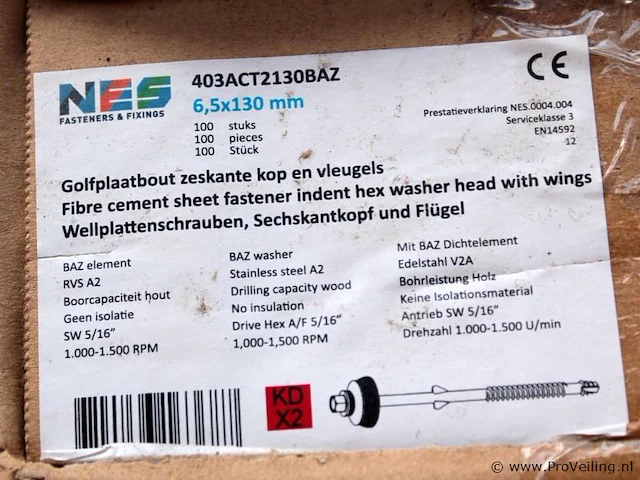 NES
FASTENERS & FIXINGS
403ACT2130BAZ
6,5x130 mm
100 stuks
100 pieces
100 Stück
CE
Prestatieverklaring NES.0004.004
Serviceklasse 3
EN14592
12
Golfplaatbout zeskante kop en vleugels
Fibre cement sheet fastener indent hex washer head with wings
Wellplattenschrauben, Sechskantkopf und Flügel
BAZ element
RVS A2
Boorcapaciteit hout
Geen isolatie
SW 5/16"
1.000-1.500 RPM
BAZ washer
Stainless steel A2
Drilling capacity wood
No insulation
Drive Hex A/F 5/16"
1,000-1,500 RPM
Mit BAZ Dichtelement
Edelstahl V2A
Bohrleistung Holz
Keine Isolationsmaterial
Antrieb SW 5/16"
Drehzahl 1.000-1.500 U/min
KD
X2
© www.ProVeiling.nl